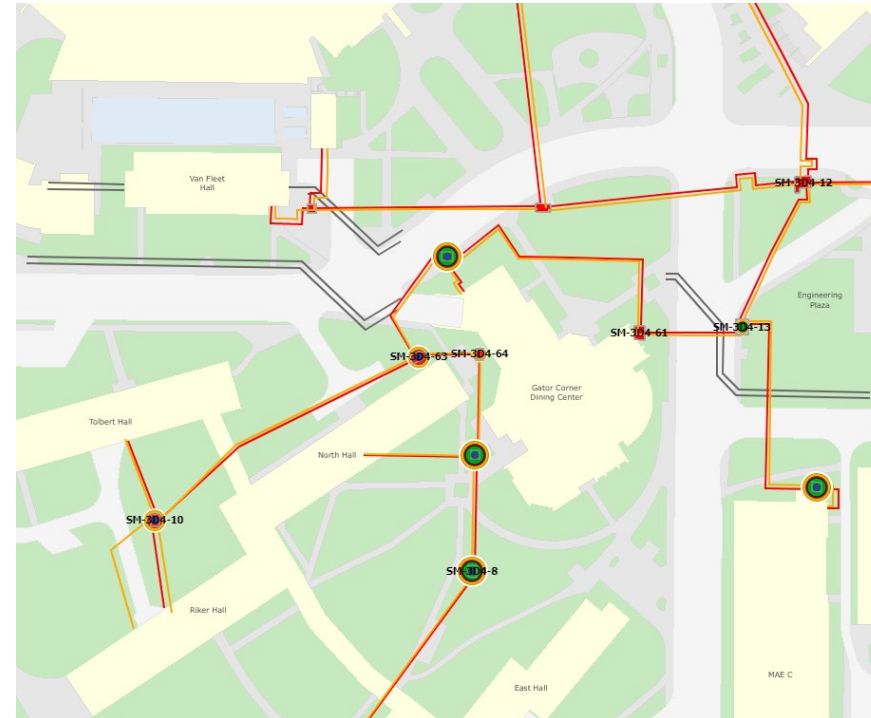 Van Fleet
Hall
SM-3D4-12
Engineering
Plaza
SM-3D4-61
SM-3D4-13
SM-3D4-63
SM-3D4-64
Gator Corner
Dining Center
Tolbert Hall
North Hall
SM-3D4-10
SM-3D4-8
Riker Hall
East Hall
MAE C